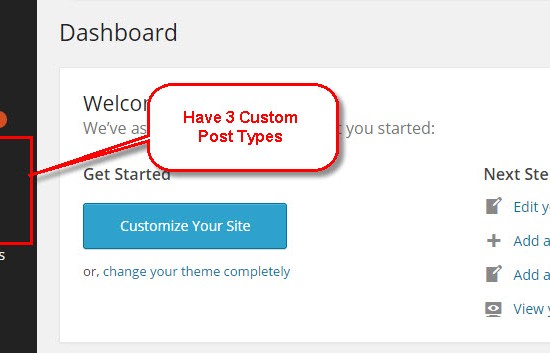 Dashboard
Welcon
Have 3 Custom
Post Types
We've as
t you started:
Get Started
Next Ste
Customize Your Site
Edit y
or, change your theme completely
Add a
Add a
View y
s